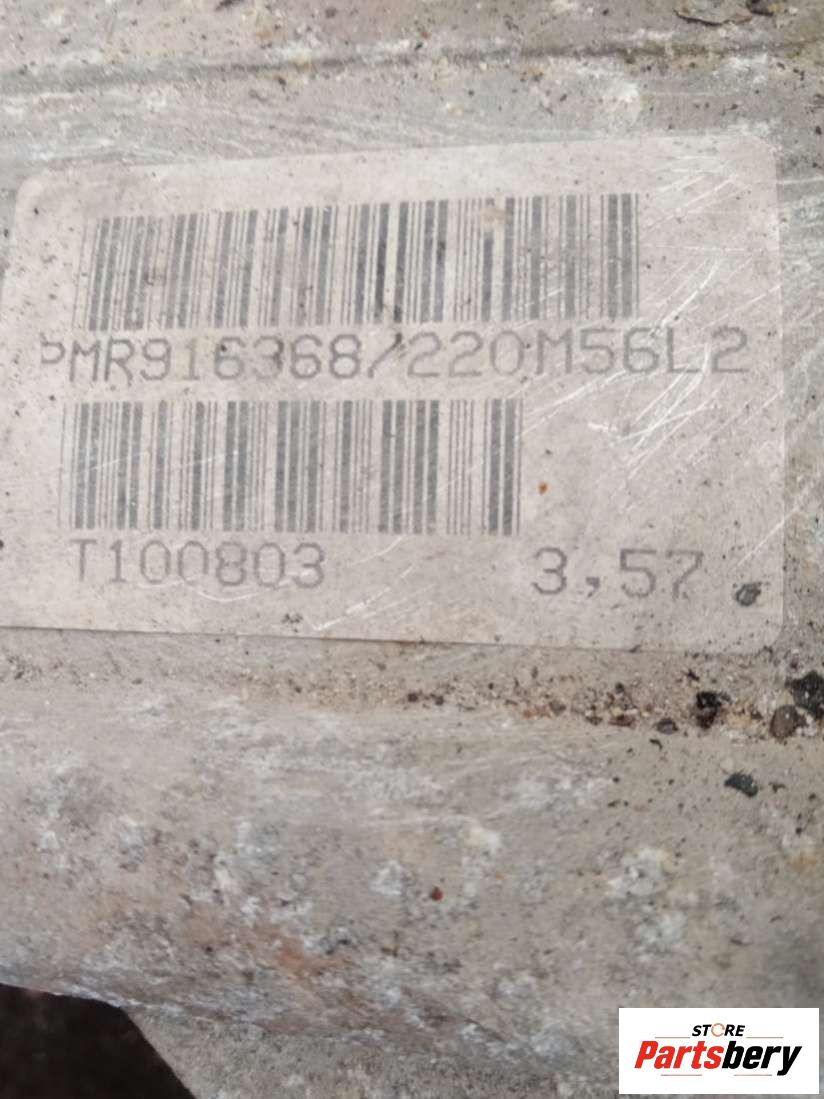 PMR916368/220M56L2
T100803 3,57
STORE
Partsbery